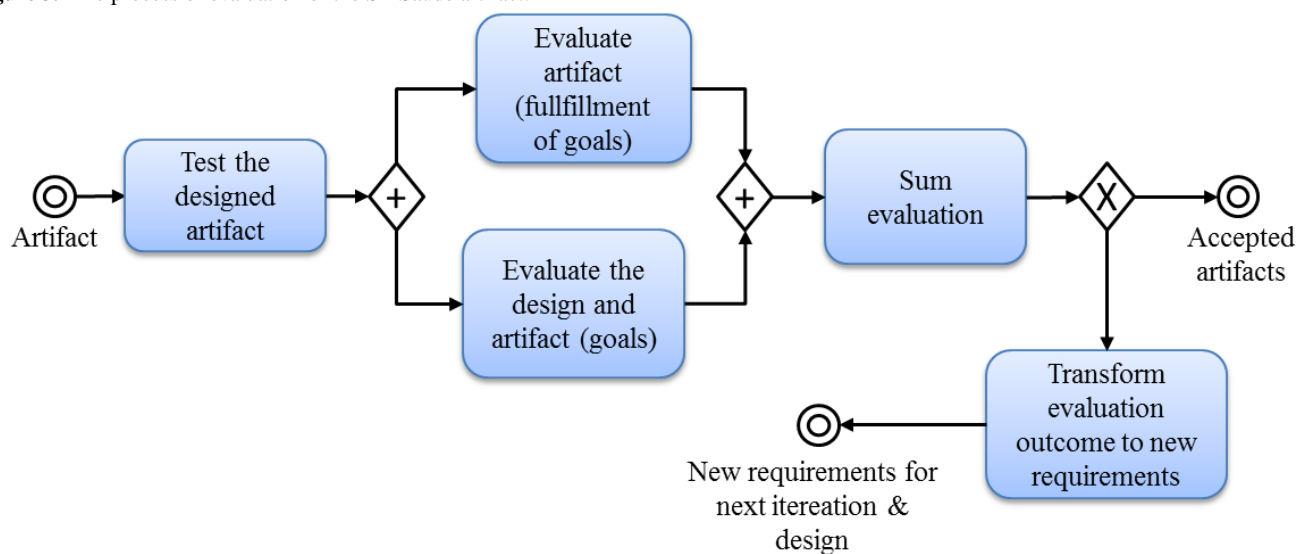 Evaluate
artifact
(fullfillment
of goals)
Test the
designed
artifact
+
+
Sum
evaluation
X
Artifact
Accepted
artifacts
Evaluate the
design and
artifact (goals)
Transform
evaluation
outcome to new
requirements
New requirements for
next itereation &
design